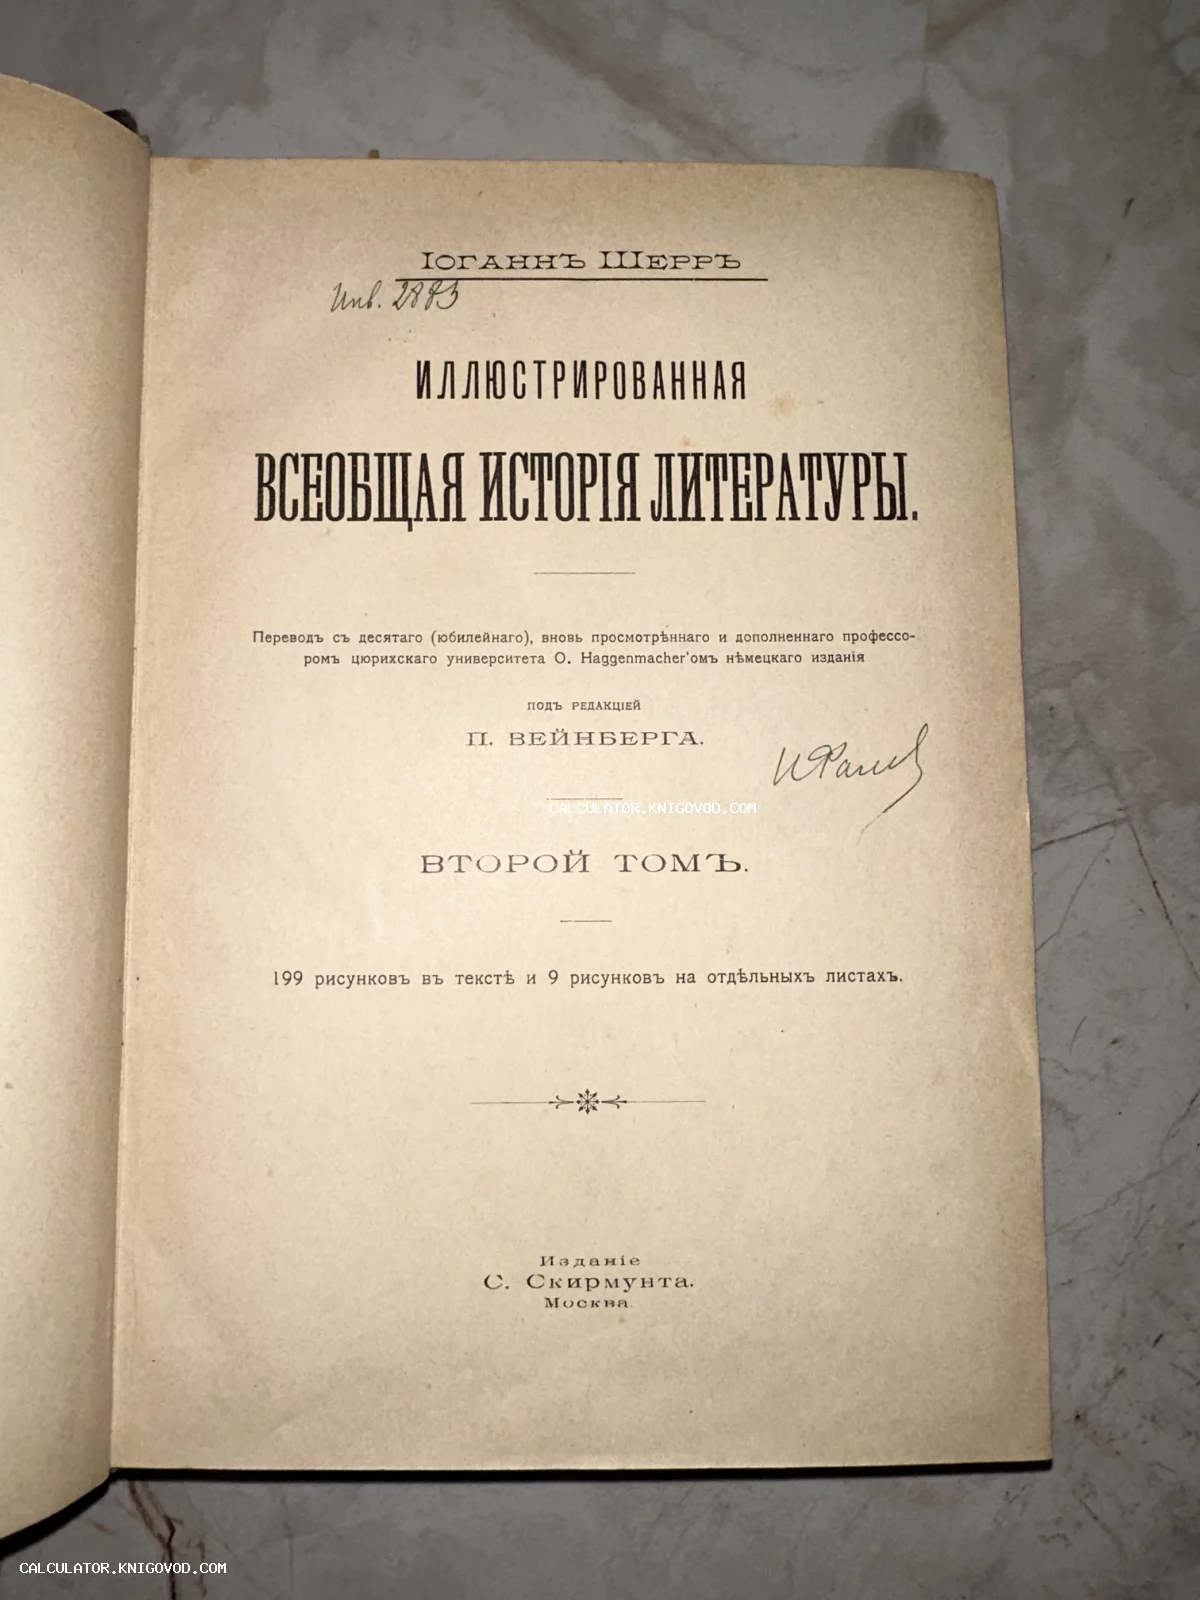 Іоганнъ Шерръ
Инв. 2883
ИЛЛЮСТРИРОВАННАЯ
ВСЕОБЩАЯ ИСТОРІЯ ЛИТЕРАТУРЫ.
Переводъ съ десятаго (юбилейнаго), вновь просмотрѣннаго и дополненнаго профессо-
ромъ цюрихскаго университета О. Haggenmacher'омъ нѣмецкаго изданія
ПОДЪ РЕДАКЦІЕЙ
П. ВЕЙНБЕРГА.
CALCULATOR.KNIGOVOD.COM
ВТОРОЙ ТОМЪ.
199 рисунковъ въ текстѣ и 9 рисунковъ на отдѣльныхъ листахъ.
Изданіе
С. Скирмунта.
Москва.
CALCULATOR.KNIGOVOD.COM